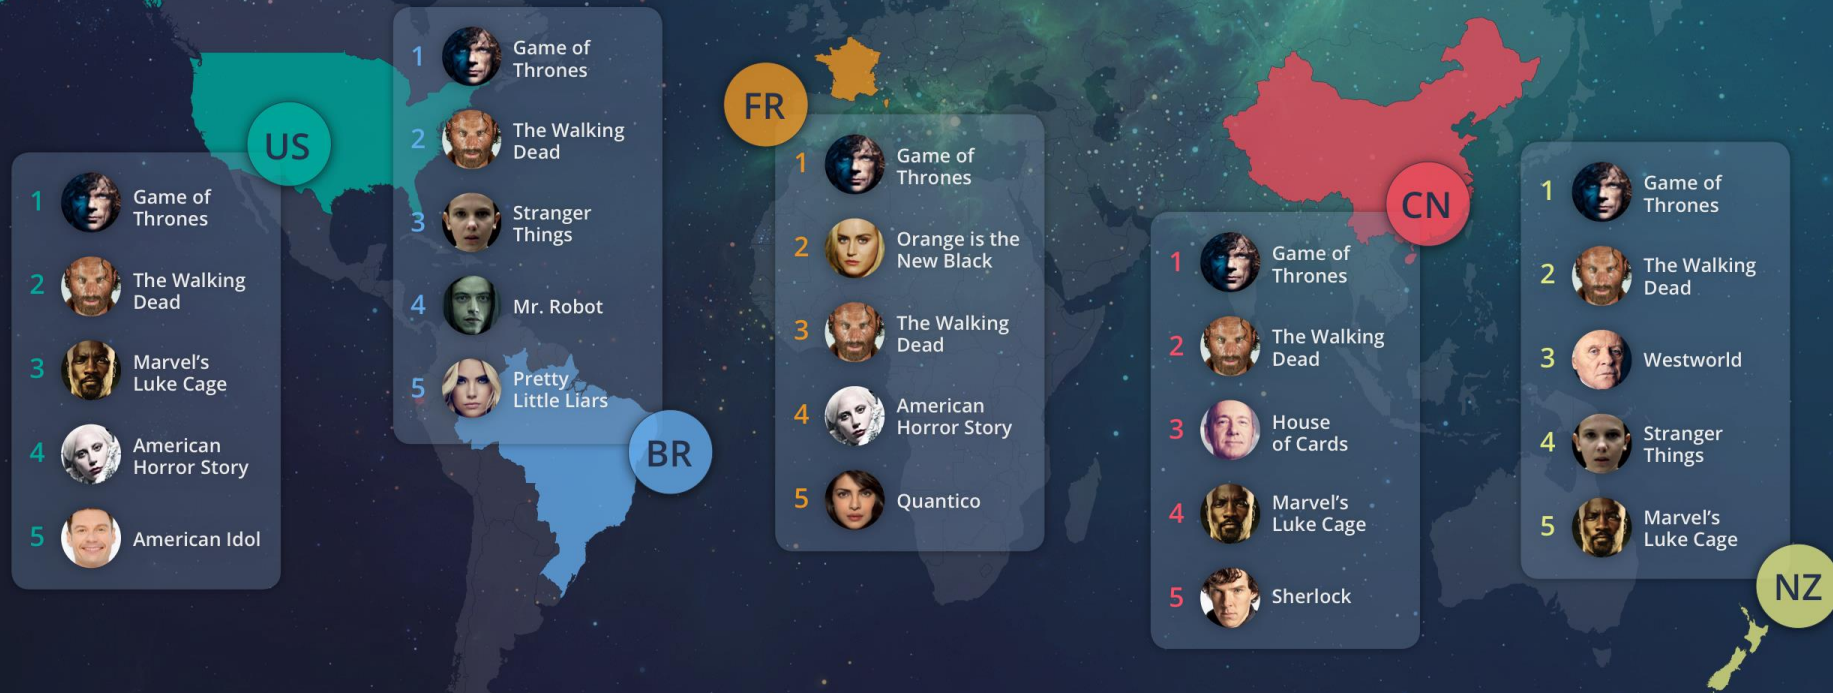 US
1
Game of
Thrones
2
The Walking
Dead
3
Marvel’s
Luke Cage
4
American
Horror Story
5
American Idol
1
Game of
Thrones
2
The Walking
Dead
3
Stranger
Things
4
Mr. Robot
5
Pretty
Little Liars
BR
FR
1
Game of
Thrones
2
Orange is the
New Black
3
The Walking
Dead
4
American
Horror Story
5
Quantico
CN
1
Game of
Thrones
2
The Walking
Dead
3
House
of Cards
4
Marvel’s
Luke Cage
5
Sherlock
1
Game of
Thrones
2
The Walking
Dead
3
Westworld
4
Stranger
Things
5
Marvel’s
Luke Cage
NZ